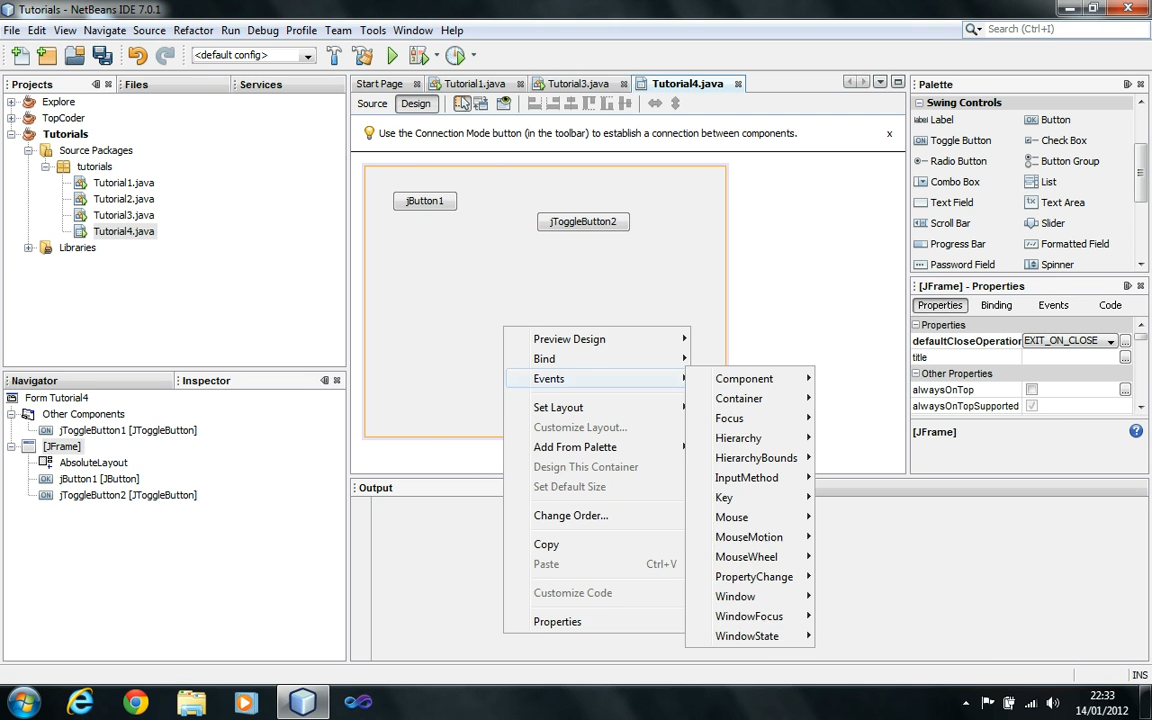 Tutorials - NetBeans IDE 7.0.1
File Edit View Navigate Source Refactor Run Debug Profile Team Tools Window Help
Search (Ctrl+I)
<default config>
Projects
Files
Services
Explore
TopCoder
Tutorials
Source Packages
tutorials
Tutorial1.java
Tutorial2.java
Tutorial3.java
Tutorial4.java
Libraries
Navigator
Inspector
Form Tutorial4
Other Components
jToggleButton1 [JToggleButton]
[JFrame]
AbsoluteLayout
jButton1 [JButton]
jToggleButton2 [JToggleButton]
Start Page
Tutorial1.java
Tutorial3.java
Tutorial4.java
Source
Design
Use the Connection Mode button (in the toolbar) to establish a connection between components.
x
jButton1
jToggleButton2
Preview Design
Bind
Events
Set Layout
Customize Layout...
Add From Palette
Design This Container
Set Default Size
Change Order...
Copy
Paste Ctrl+V
Customize Code
Properties
Component
Container
Focus
Hierarchy
HierarchyBounds
InputMethod
Key
Mouse
MouseMotion
MouseWheel
PropertyChange
Window
WindowFocus
WindowState
Output
Palette
Swing Controls
label Label
OK Button
ON Toggle Button
Check Box
Radio Button
Button Group
Combo Box
List
Text Field
Text Area
Scroll Bar
Slider
Progress Bar
Formatted Field
Password Field
Spinner
[JFrame] - Properties
Properties
Binding
Events
Code
Properties
defaultCloseOperation EXIT_ON_CLOSE ...
title ...
Other Properties
alwaysOnTop ...
alwaysOnTopSupported
[JFrame]
?
INS
22:33
14/01/2012